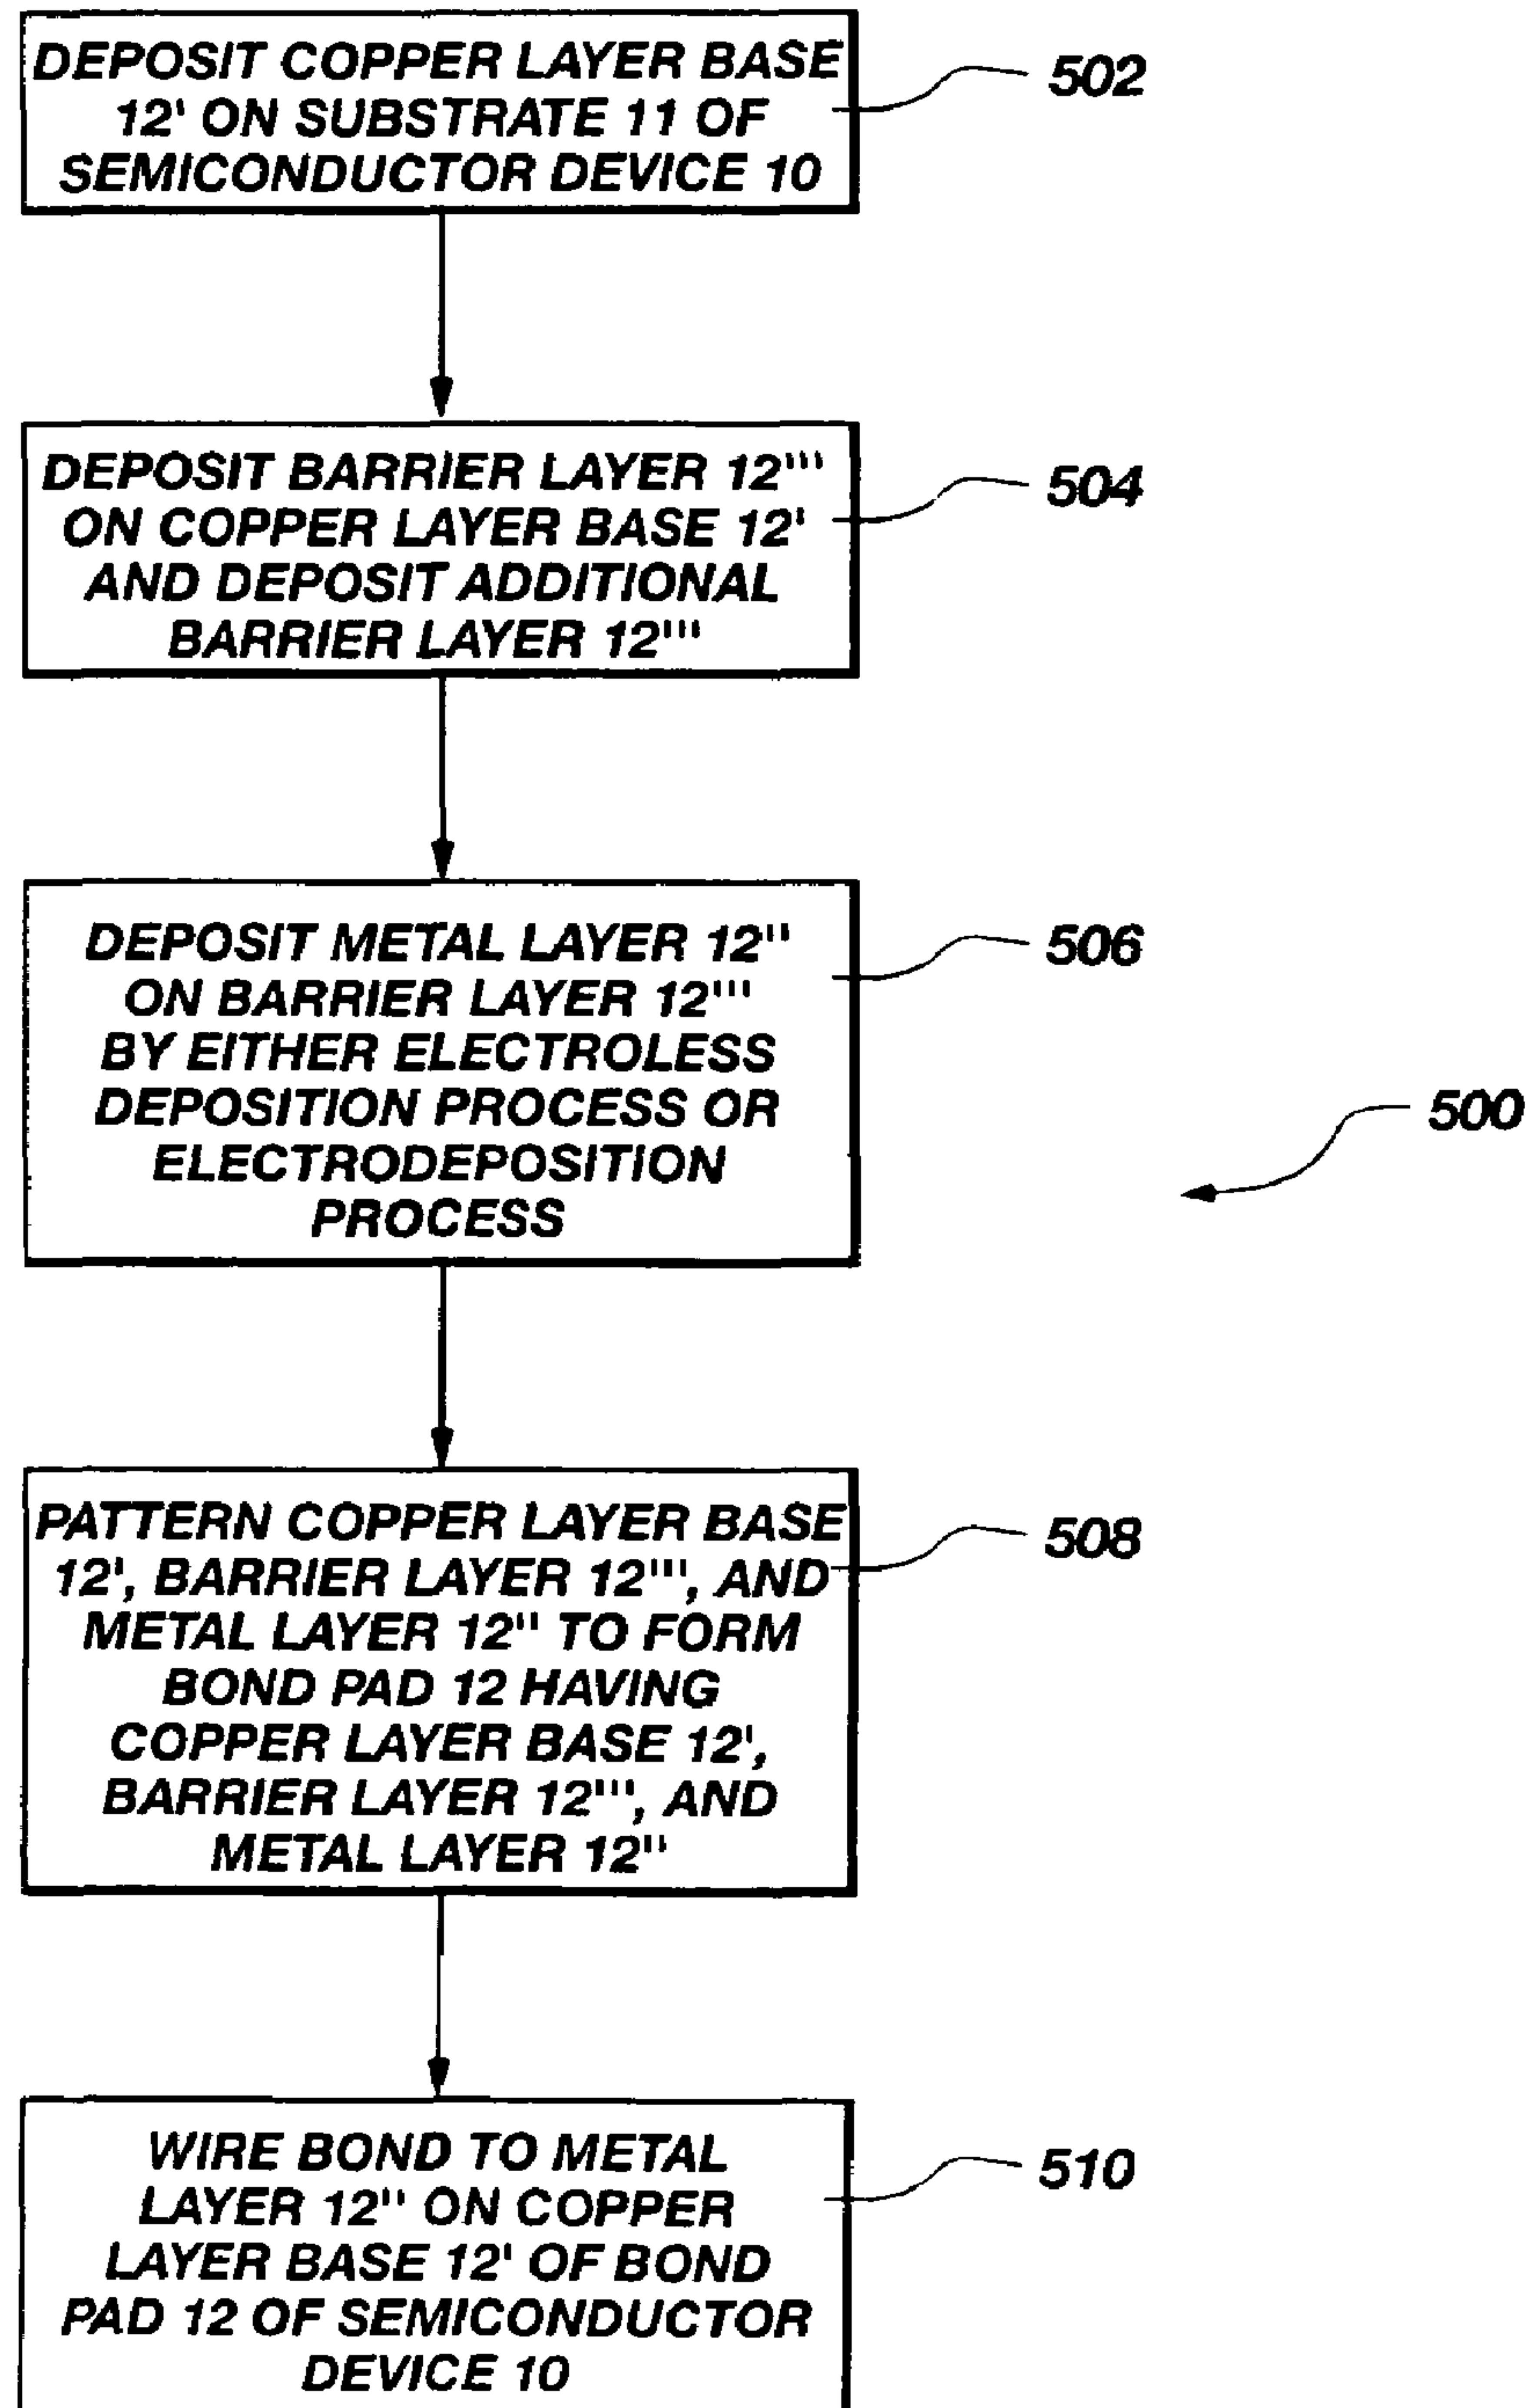 DEPOSIT COPPER LAYER BASE
12' ON SUBSTRATE 11 OF
SEMICONDUCTOR DEVICE 10
502
DEPOSIT BARRIER LAYER 12'''
ON COPPER LAYER BASE 12'
AND DEPOSIT ADDITIONAL
BARRIER LAYER 12'''
504
DEPOSIT METAL LAYER 12''
ON BARRIER LAYER 12'''
BY EITHER ELECTROLESS
DEPOSITION PROCESS OR
ELECTRODEPOSITION
PROCESS
506
500
PATTERN COPPER LAYER BASE
12', BARRIER LAYER 12''', AND
METAL LAYER 12'' TO FORM
BOND PAD 12 HAVING
COPPER LAYER BASE 12',
BARRIER LAYER 12''', AND
METAL LAYER 12''
508
WIRE BOND TO METAL
LAYER 12'' ON COPPER
LAYER BASE 12' OF BOND
PAD 12 OF SEMICONDUCTOR
DEVICE 10
510